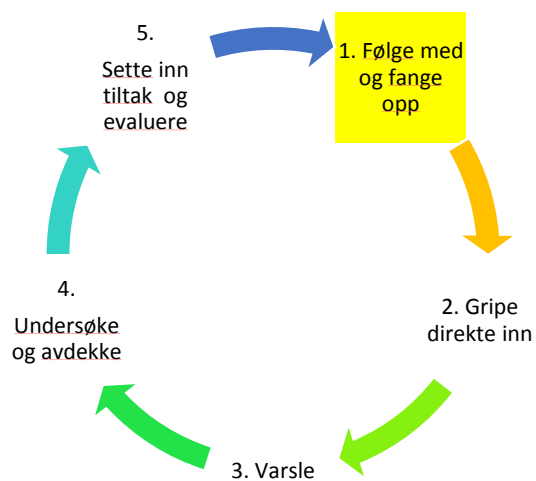 1. Følge med
og fange
opp
2. Gripe
direkte inn
3. Varsle
4.
Undersøke
og avdekke
5.
Sette inn
tiltak og
evaluere